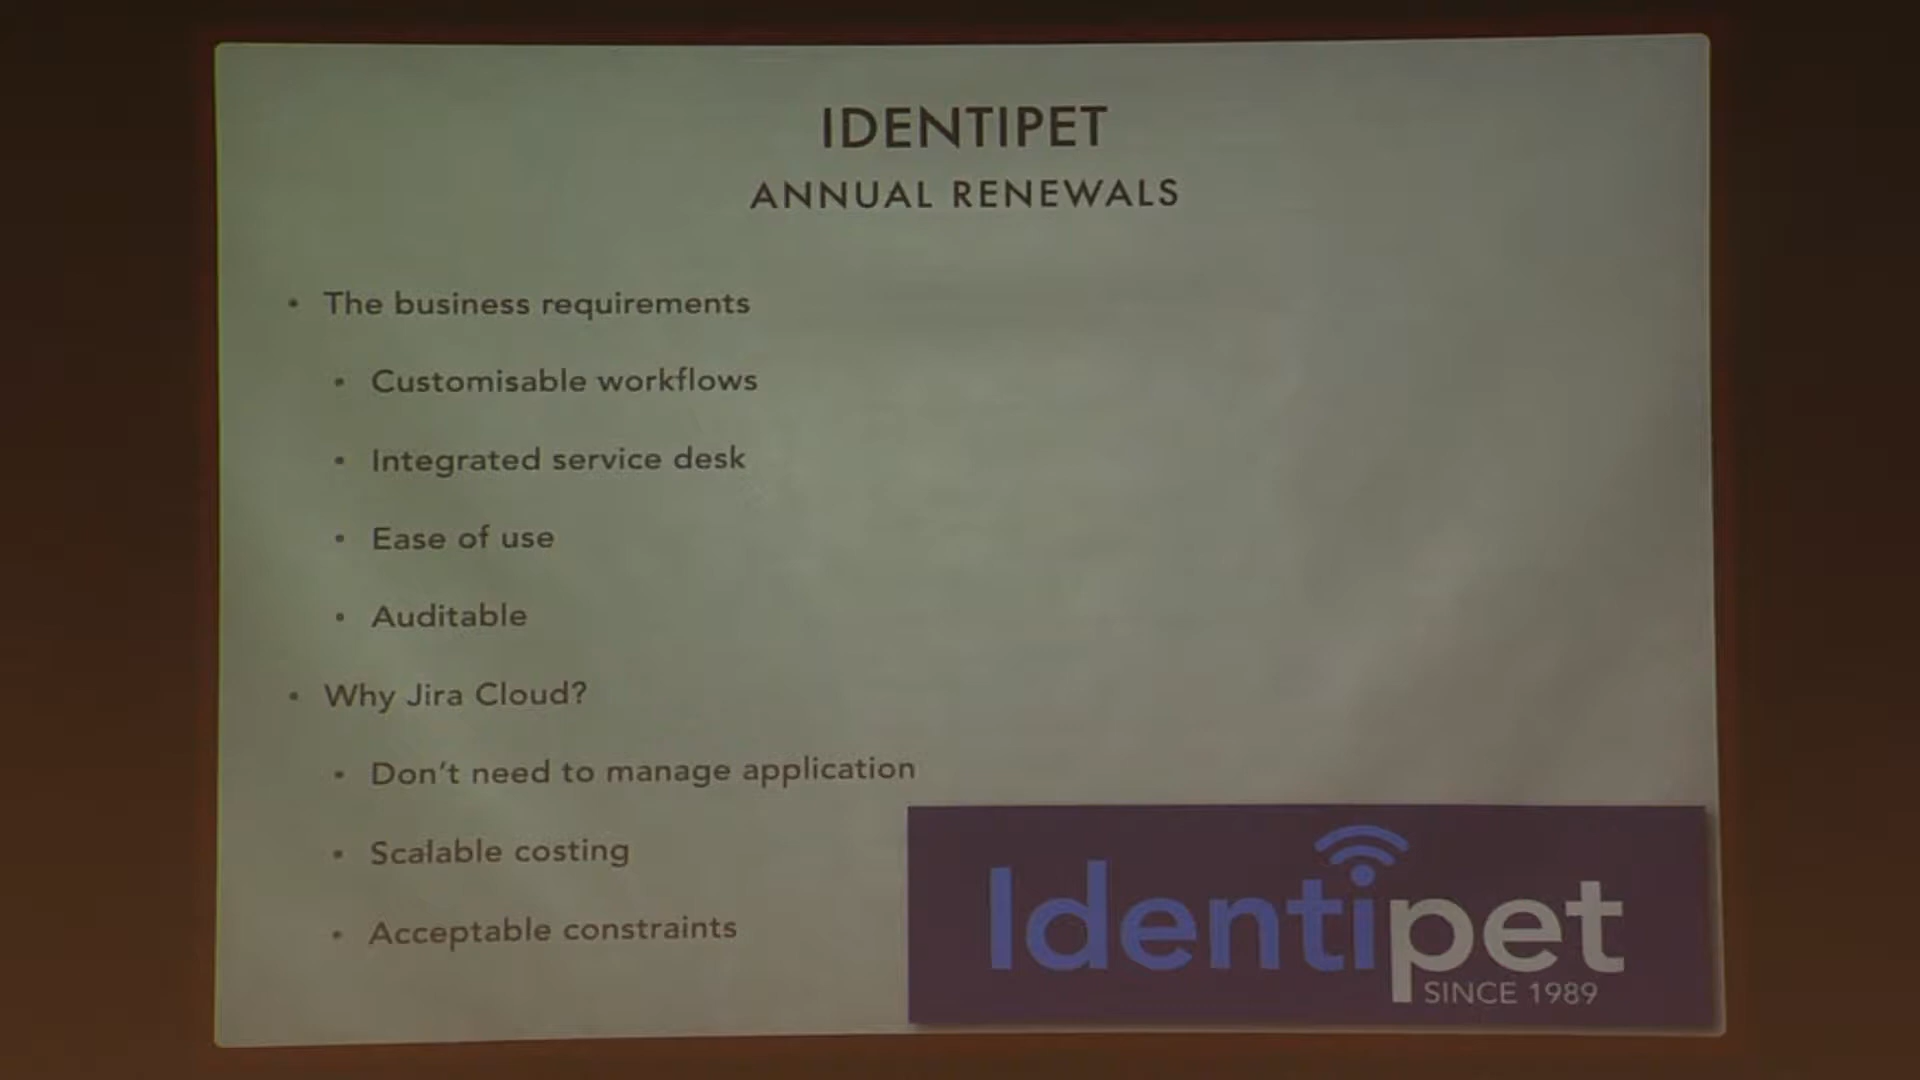 IDENTIPET
ANNUAL RENEWALS
• The business requirements
• Customisable workflows
• Integrated service desk
• Ease of use
• Auditable
• Why Jira Cloud?
• Don't need to manage application
• Scalable costing
• Acceptable constraints
Identipet
SINCE 1989